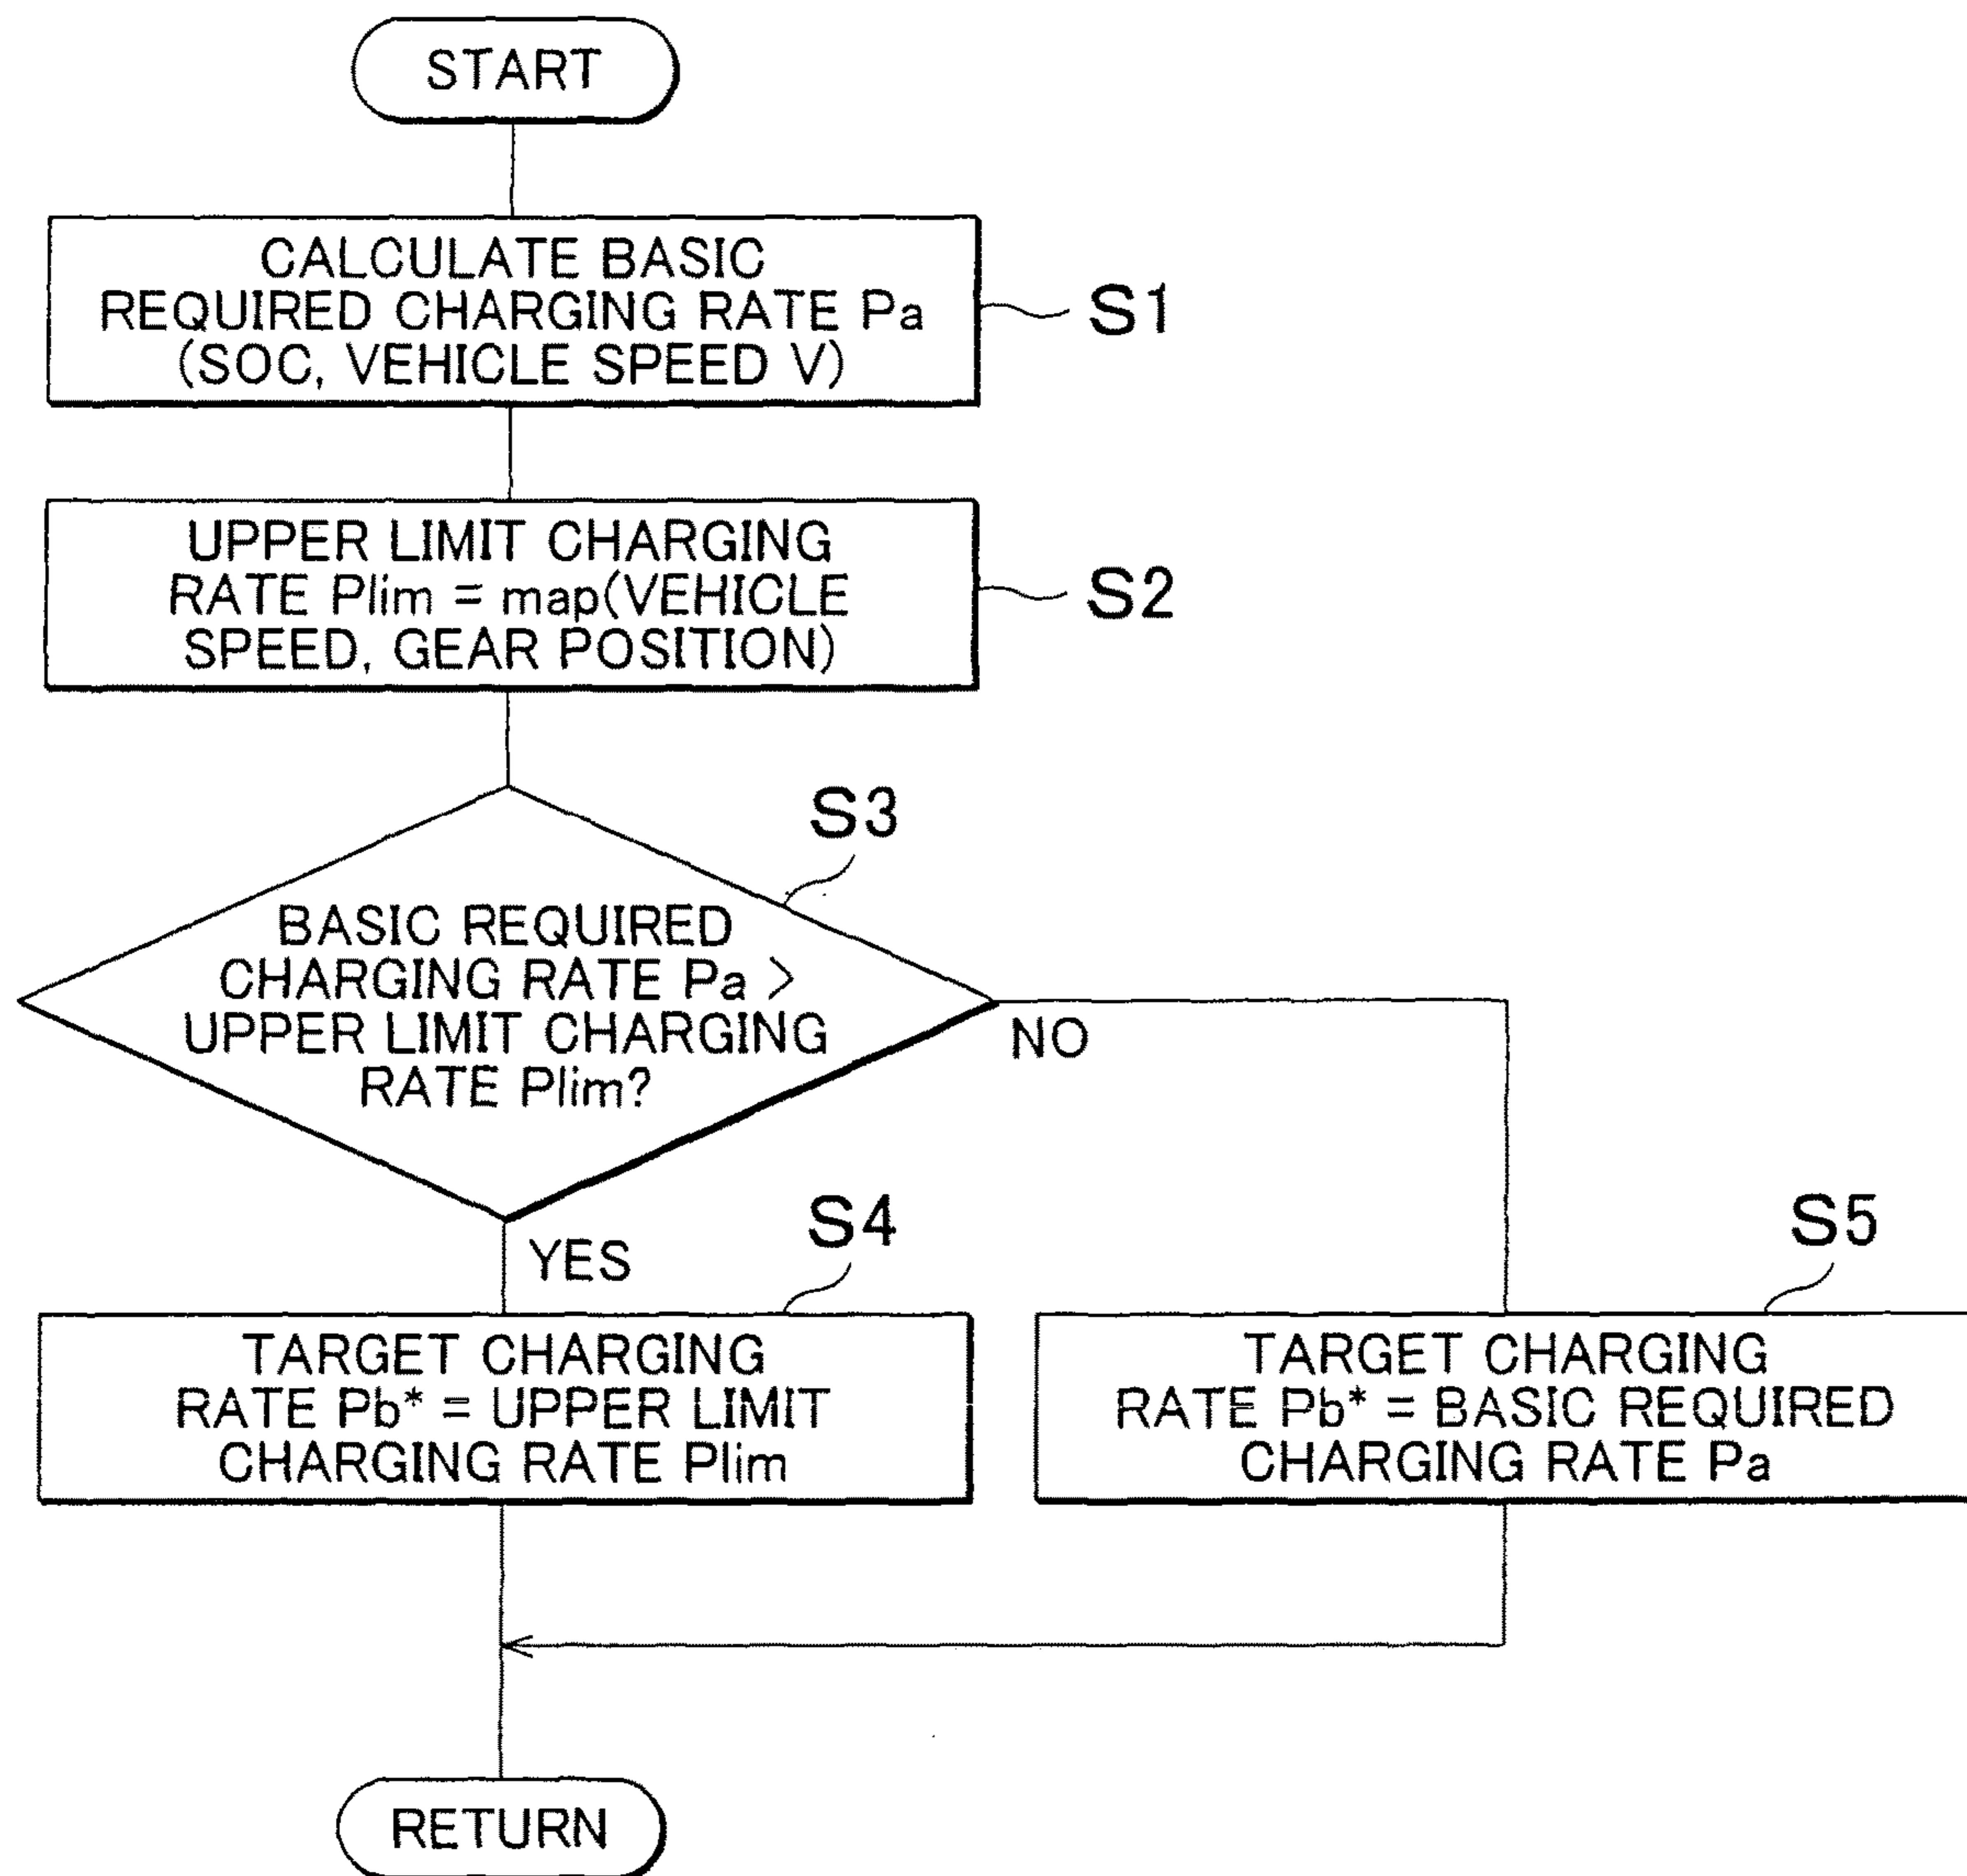 START
CALCULATE BASIC
REQUIRED CHARGING RATE Pa
(SOC, VEHICLE SPEED V)
S1
UPPER LIMIT CHARGING
RATE Plim = map(VEHICLE
SPEED, GEAR POSITION)
S2
S3
BASIC REQUIRED
CHARGING RATE Pa >
UPPER LIMIT CHARGING
RATE Plim?
NO
YES
S4
TARGET CHARGING
RATE Pb* = UPPER LIMIT
CHARGING RATE Plim
S5
TARGET CHARGING
RATE Pb* = BASIC REQUIRED
CHARGING RATE Pa
RETURN